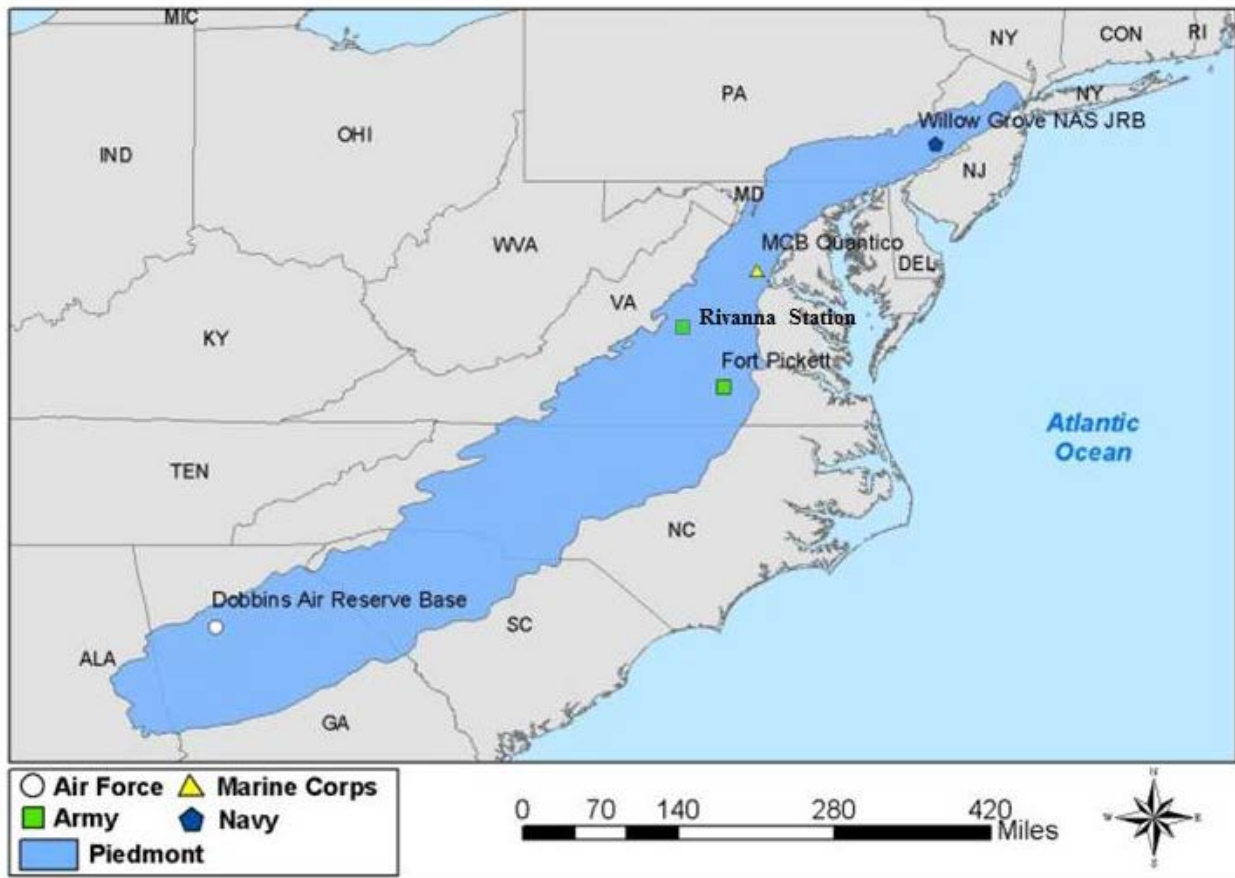 MIC
NY
CON
RI
PA
NY
OHI
IND
Willow Grove NAS JRB
NJ
MD
WVA
MCB Quantico
DEL
VA
Rivanna Station
KY
Fort Pickett
Atlantic
Ocean
TEN
NC
Dobbins Air Reserve Base
SC
ALA
GA
Air Force
Marine Corps
Army
Navy
Piedmont
0 70 140 280 420
Miles
N
W E
S